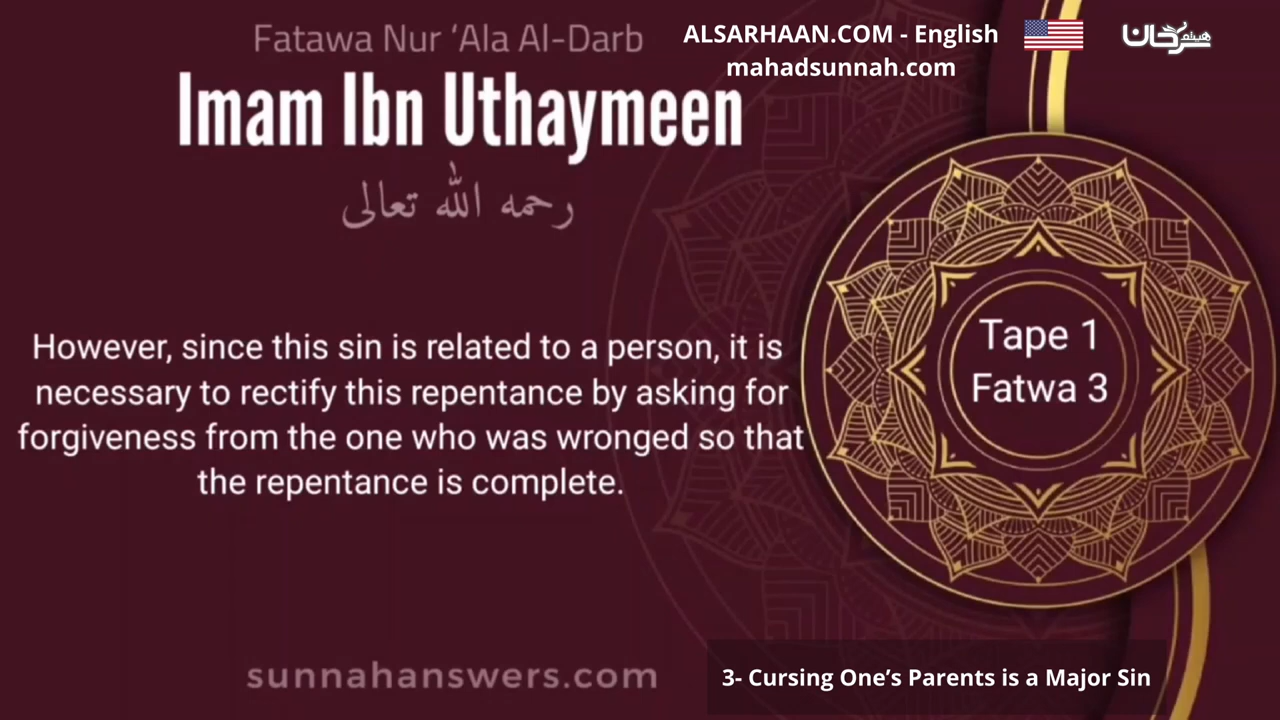 Fatawa Nur ‘Ala Al-Darb
ALSARHAAN.COM - English
mahadsunnah.com
هيثم سرحان
Imam Ibn Uthaymeen
رحمه الله تعالى
However, since this sin is related to a person, it is
necessary to rectify this repentance by asking for
forgiveness from the one who was wronged so that
the repentance is complete.
Tape 1
Fatwa 3
sunnahanswers.com
3- Cursing One’s Parents is a Major Sin